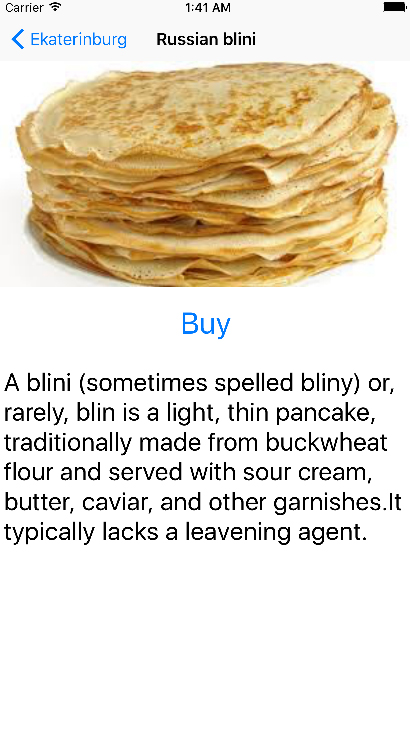 Carrier 1:41 AM
Ekaterinburg Russian blini
Buy
A blini (sometimes spelled bliny) or,
rarely, blin is a light, thin pancake,
traditionally made from buckwheat
flour and served with sour cream,
butter, caviar, and other garnishes.It
typically lacks a leavening agent.